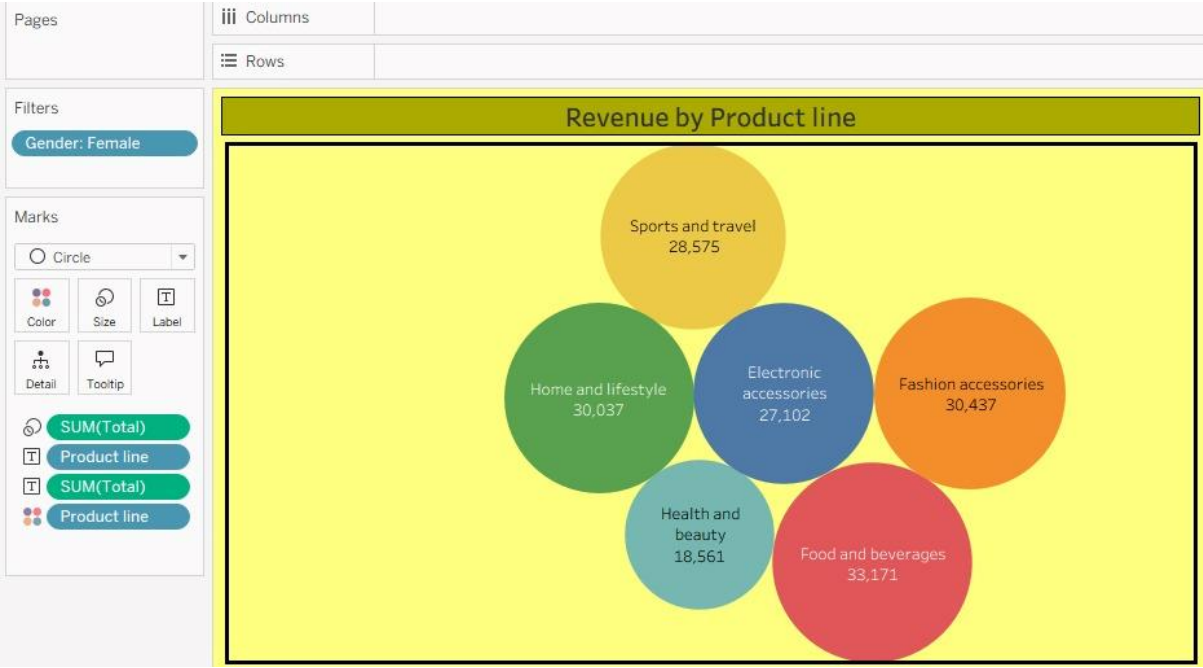 Pages
Columns
Rows
Filters
Gender: Female
Marks
Circle
Color
Size
T
Label
Detail
Tooltip
SUM(Total)
T
Product line
T
SUM(Total)
Product line
Revenue by Product line
Sports and travel
28,575
Home and lifestyle
30,037
Electronic
accessories
27,102
Fashion accessories
30,437
Health and
beauty
18,561
Food and beverages
33,171